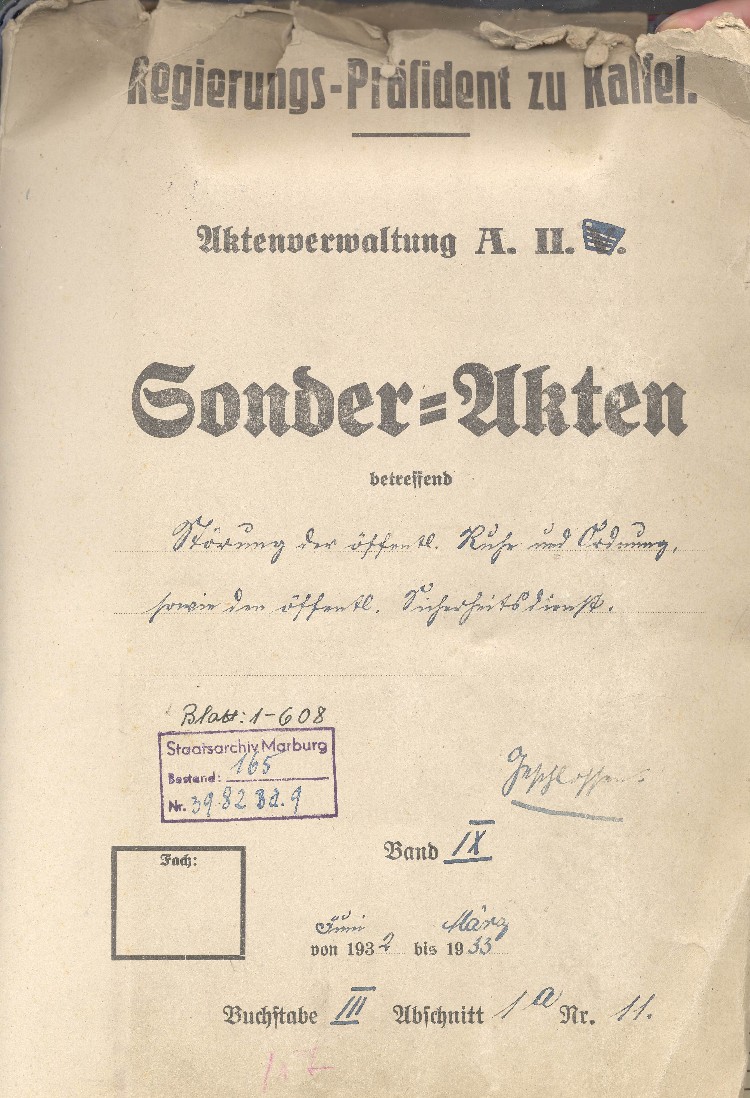 Regierungs-Präsident zu Kassel.
Aktenverwaltung A. II.
Sonder=Akten
betreffend
Störung der öffentl. Ruhe und Ordnung,
sowie den öffentl. Sicherheitsdienst.
Blatt: 1-608
Staatsarchiv Marburg
Bestand: 165
Nr. 3982 Bd. 9
Geschlossen.
Band IX
Fach:
Juni März
von 1932 bis 1933
Buchstabe III Abschnitt 1a Nr. 11.